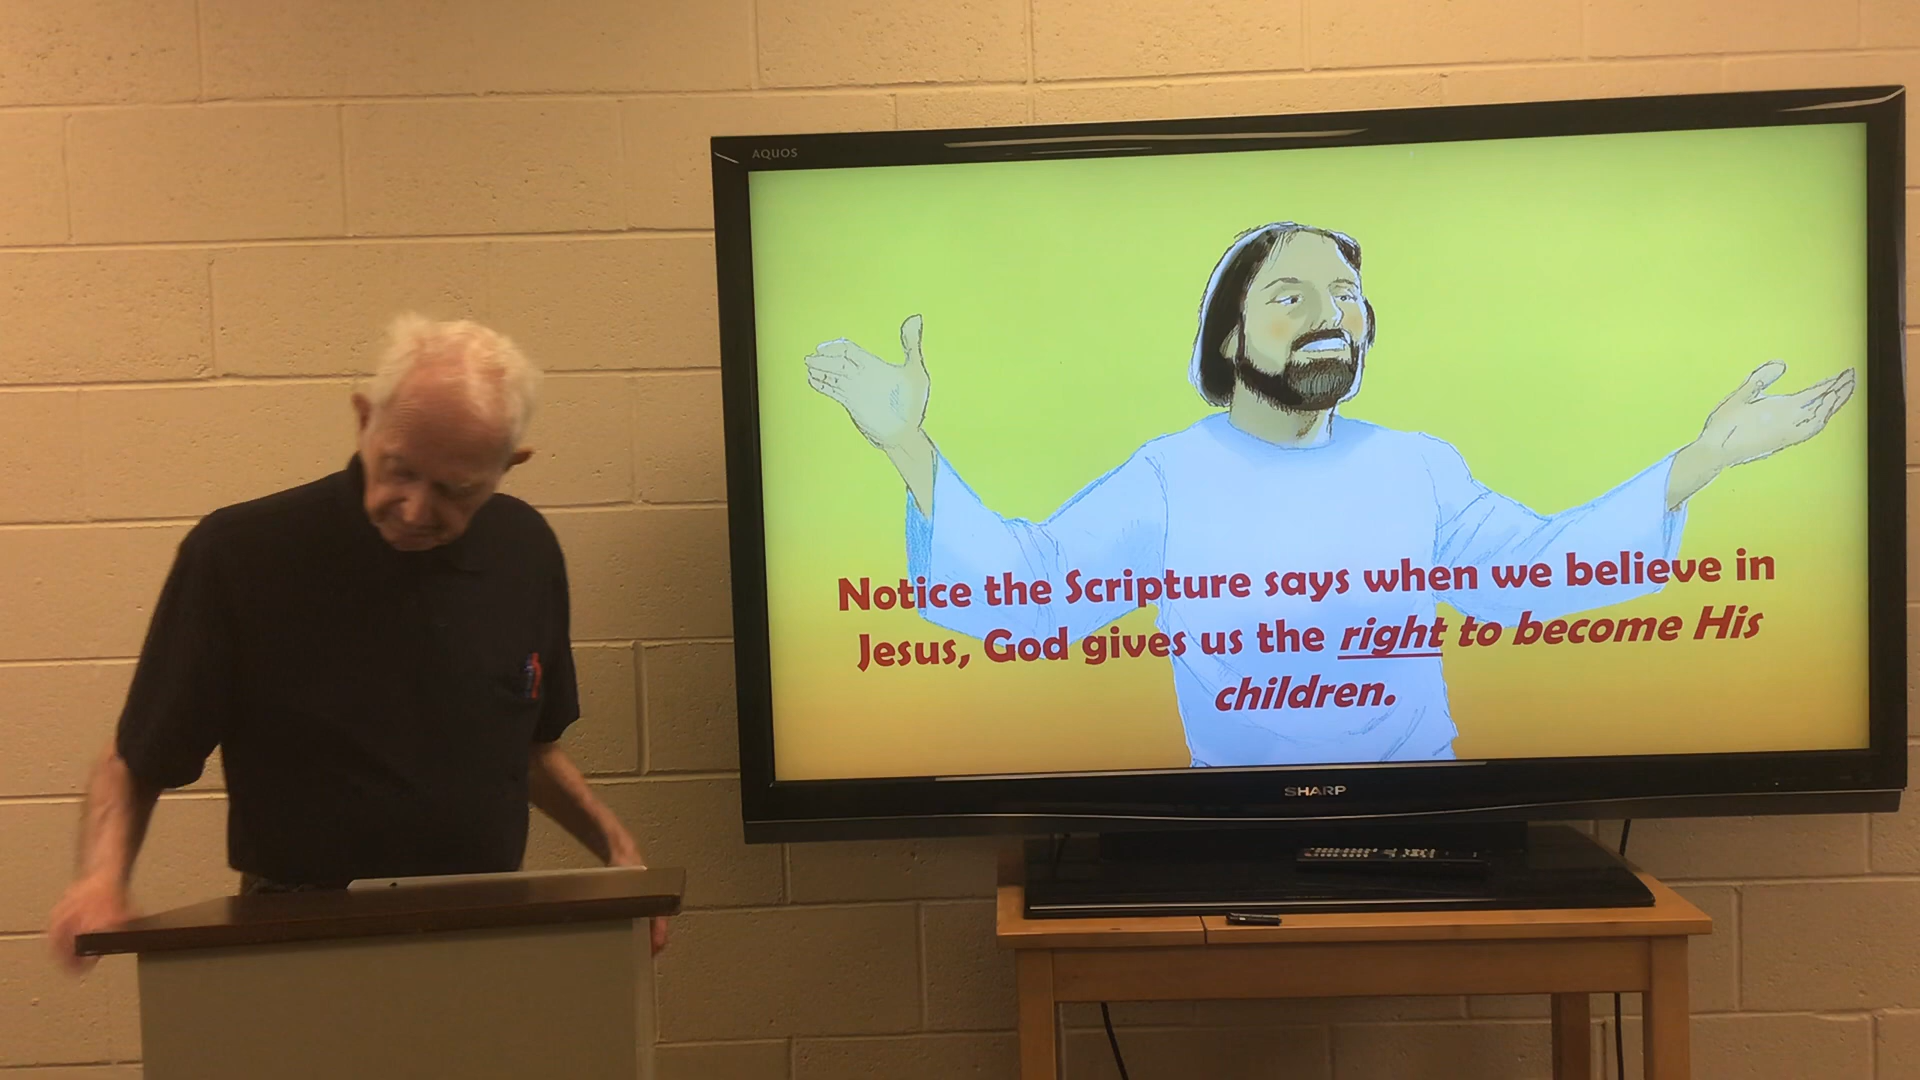 AQUOS
Notice the Scripture says when we believe in
Jesus, God gives us the right to become His
children.
SHARP